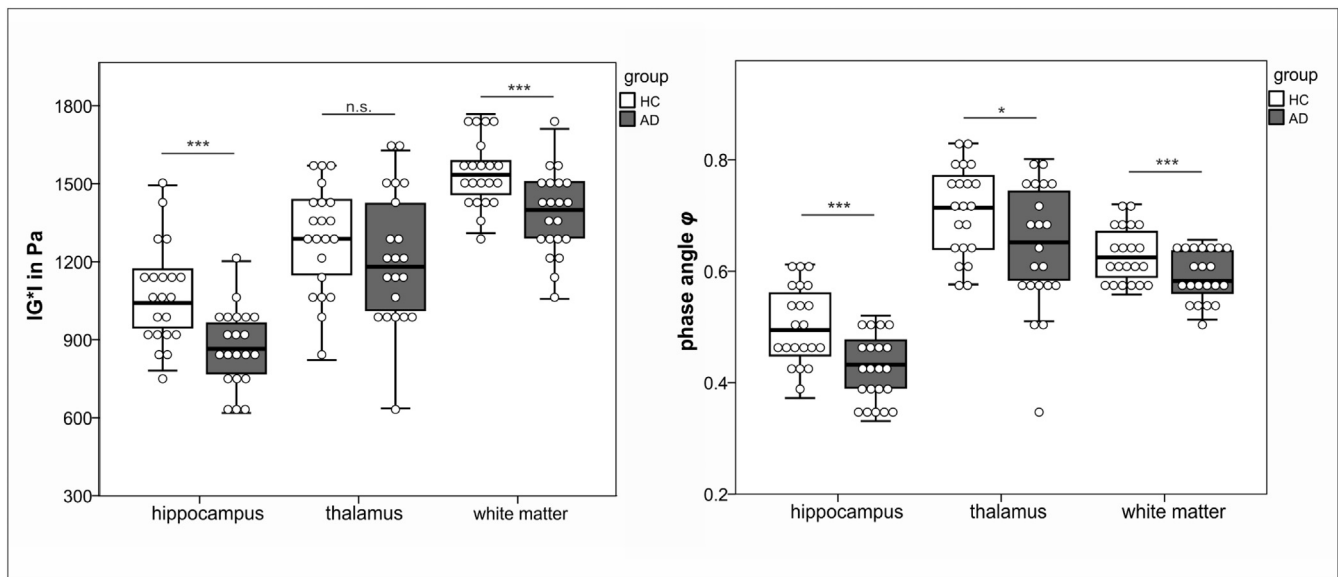 group
HC
AD
***
n.s.
***
1800
1500
1200
900
600
300
IG*I in Pa
hippocampus
thalamus
white matter
group
HC
AD
***
*
***
0.8
0.6
0.4
0.2
phase angle φ
hippocampus
thalamus
white matter